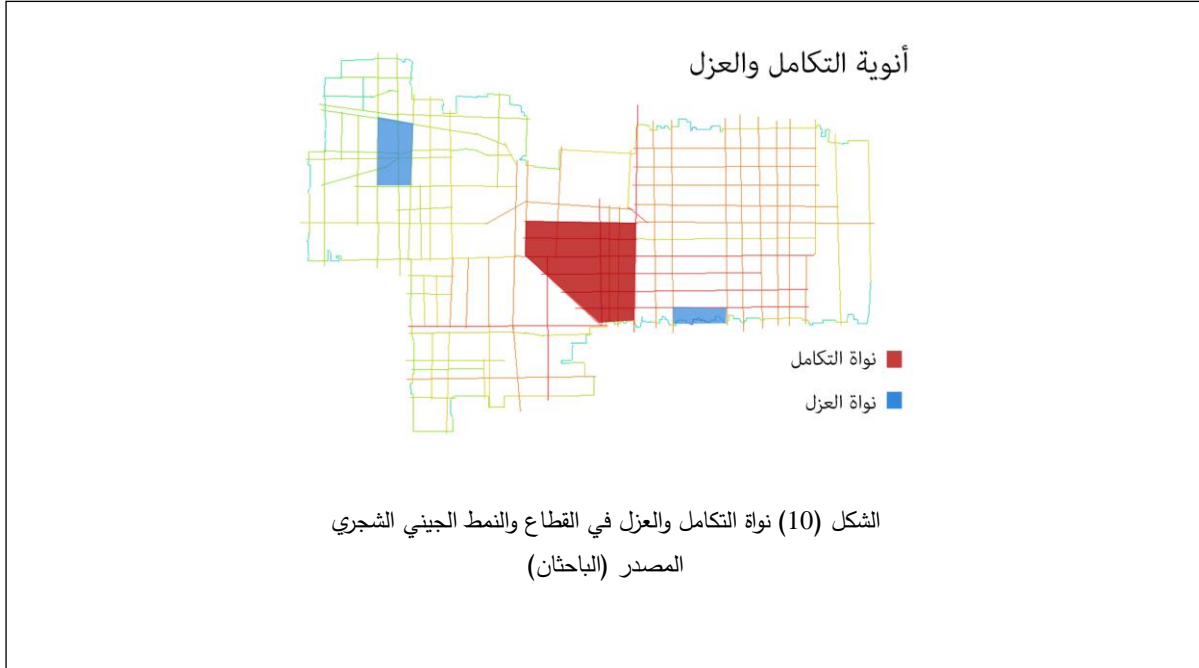 أنوية التكامل والعزل
نواة التكامل
نواة العزل
الشكل (10) نواة التكامل والعزل في القطاع والنمط الجيني الشجري
المصدر (الباحثان)